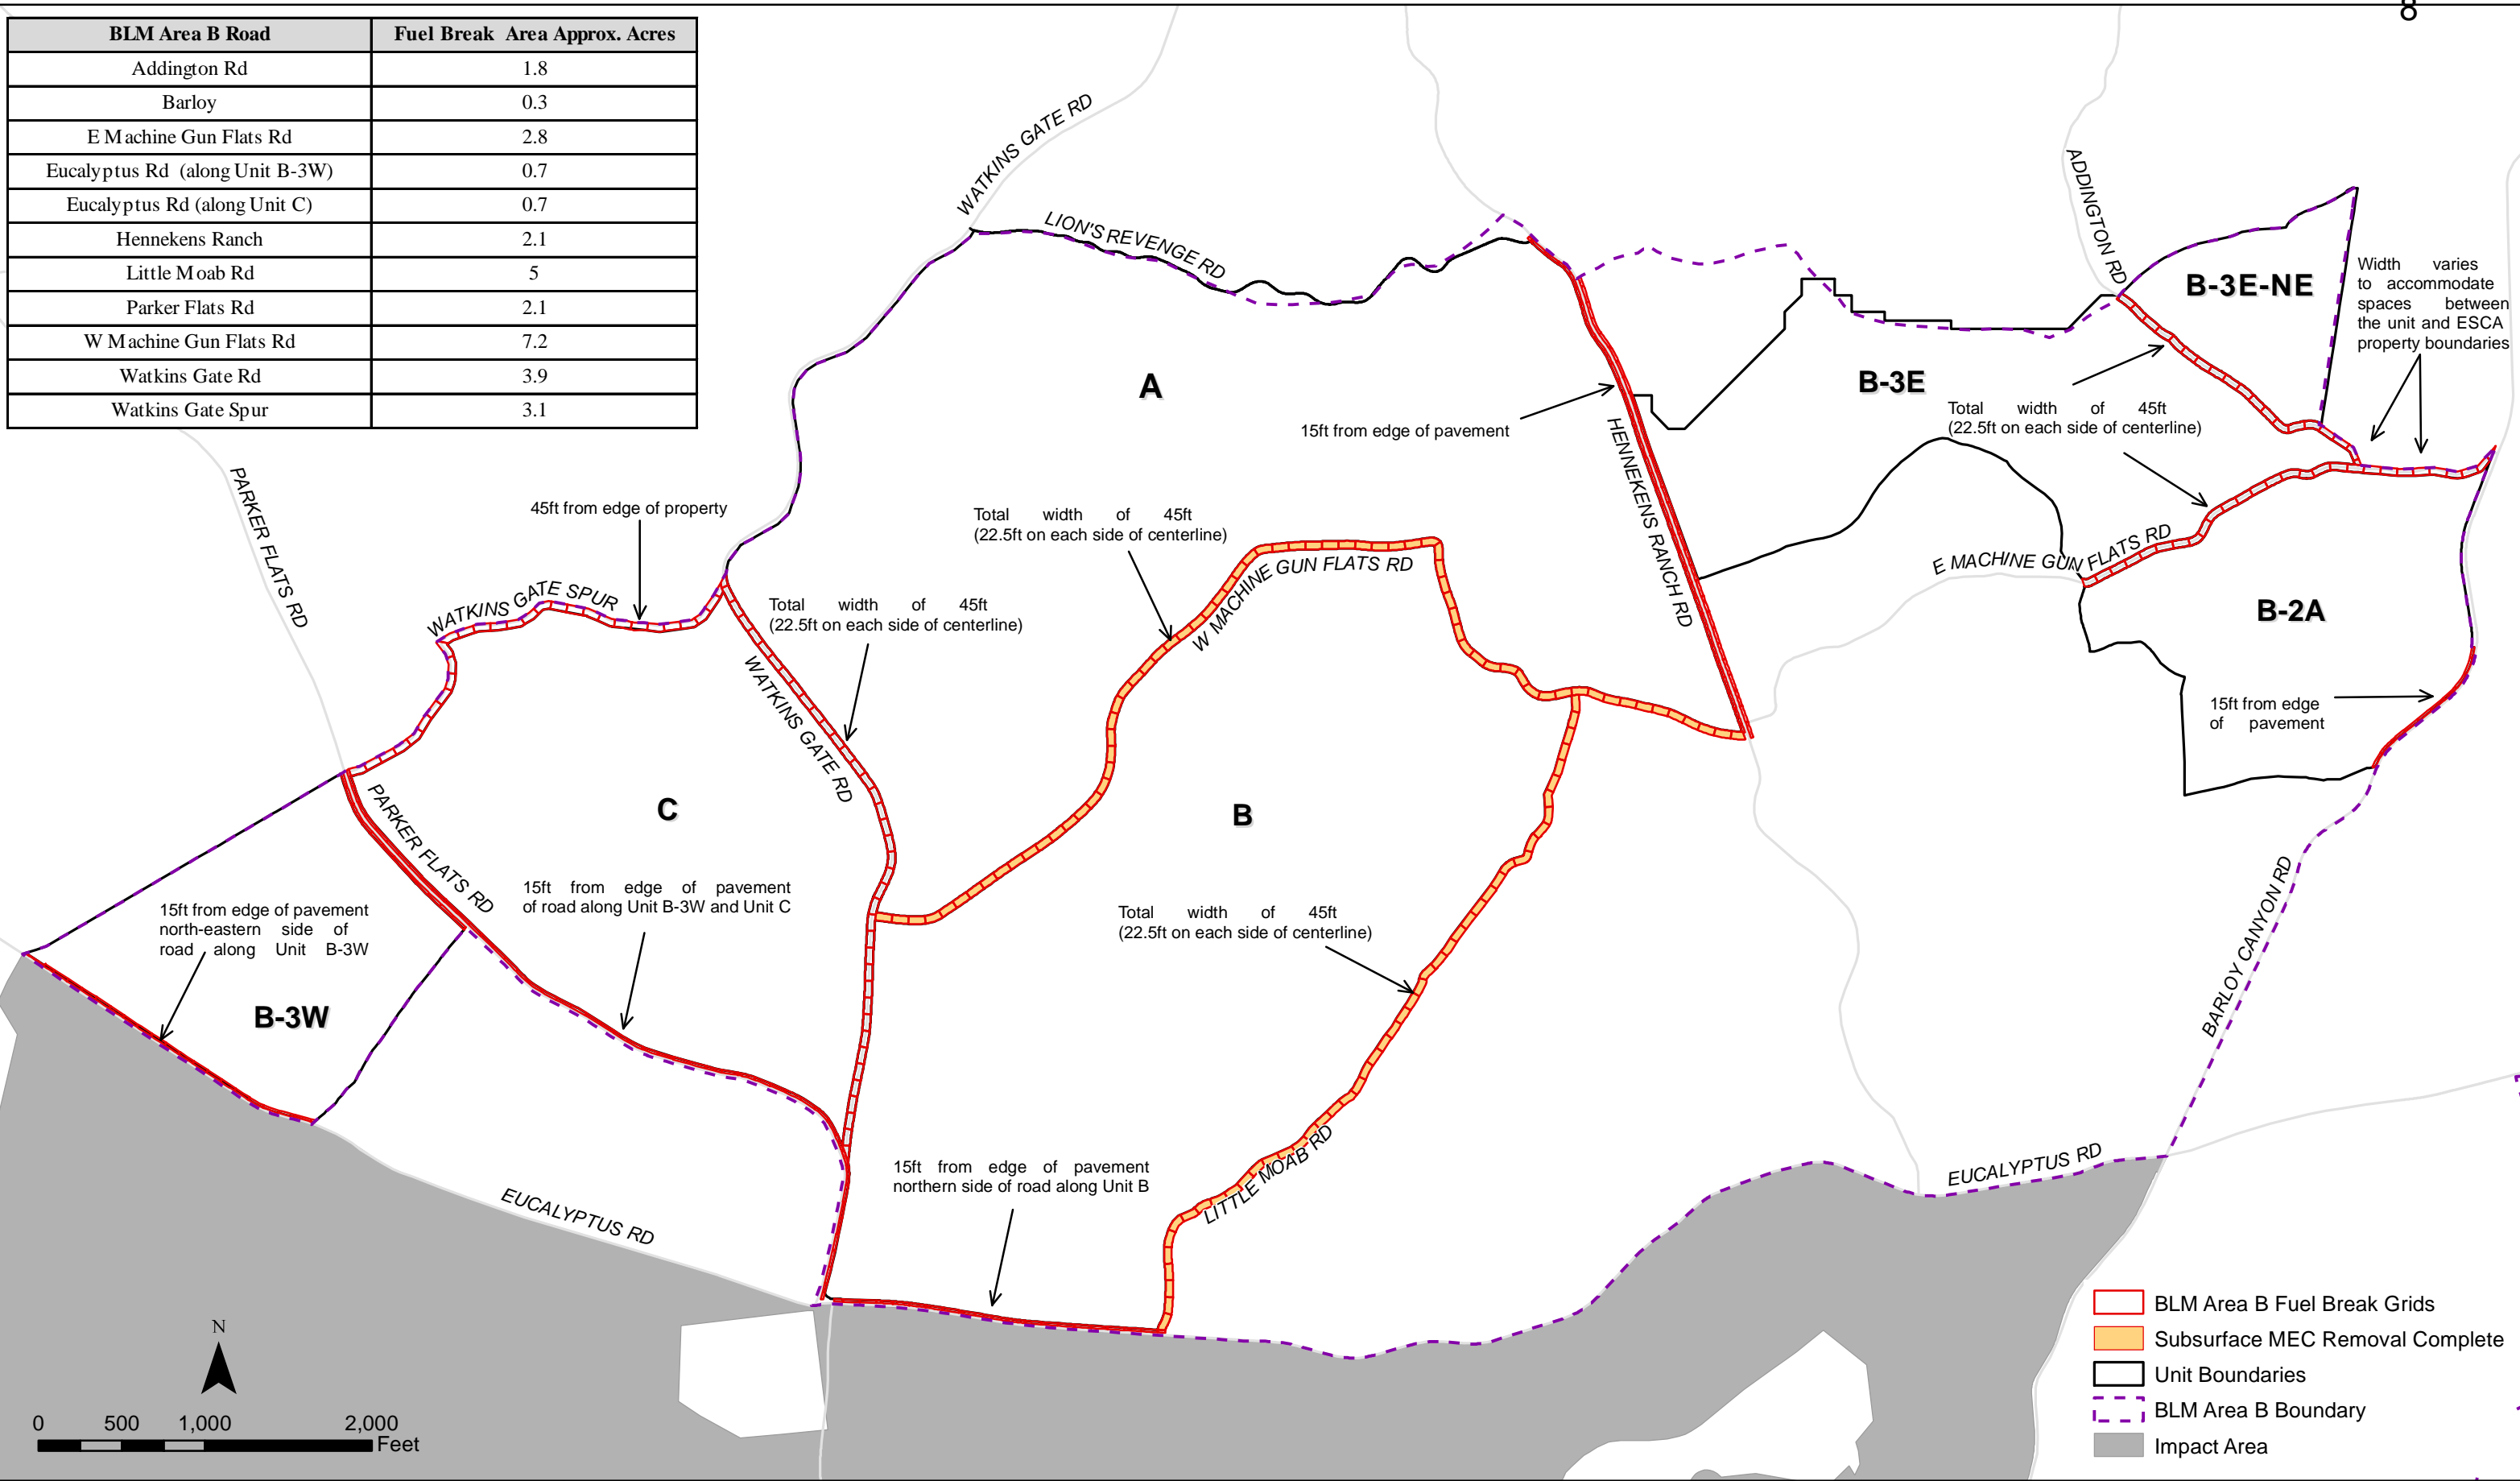 8
BLM Area B Road Fuel Break Area Approx. Acres
Addington Rd 1.8
Barloy 0.3
E Machine Gun Flats Rd 2.8
Eucalyptus Rd (along Unit B-3W) 0.7
Eucalyptus Rd (along Unit C) 0.7
Hennekens Ranch 2.1
Little Moab Rd 5
Parker Flats Rd 2.1
W Machine Gun Flats Rd 7.2
Watkins Gate Rd 3.9
Watkins Gate Spur 3.1
WATKINS GATE RD
LION'S REVENGE RD
ADDINGTON RD
B-3E-NE
Width varies
to accommodate
spaces between
the unit and ESCA
property boundaries
A
B-3E
15ft from edge of pavement
Total width of 45ft
(22.5ft on each side of centerline)
HENNEKENS RANCH RD
PARKER FLATS RD
45ft from edge of property
Total width of 45ft
(22.5ft on each side of centerline)
W MACHINE GUN FLATS RD
E MACHINE GUN FLATS RD
WATKINS GATE SPUR
Total width of 45ft
(22.5ft on each side of centerline)
B-2A
WATKINS GATE RD
15ft from edge
of pavement
PARKER FLATS RD
C
B
15ft from edge of pavement
of road along Unit B-3W and Unit C
15ft from edge of pavement
north-eastern side of
road along Unit B-3W
Total width of 45ft
(22.5ft on each side of centerline)
BARLOY CANYON RD
B-3W
LITTLE MOAB RD
15ft from edge of pavement
northern side of road along Unit B
EUCALYPTUS RD
EUCALYPTUS RD
N
0 500 1,000 2,000
Feet
BLM Area B Fuel Break Grids
Subsurface MEC Removal Complete
Unit Boundaries
BLM Area B Boundary
Impact Area